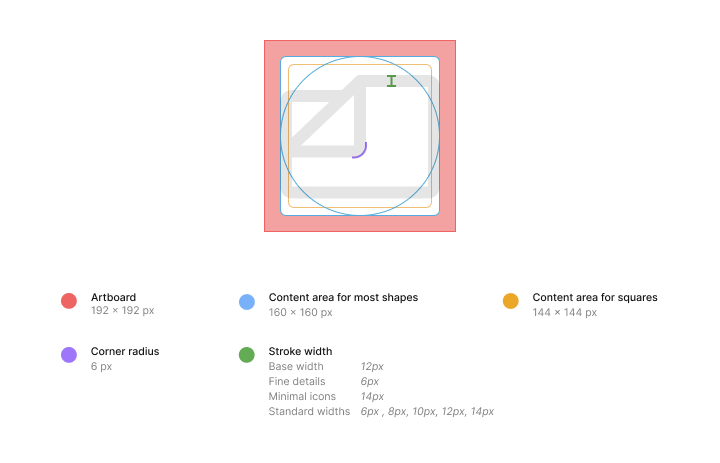 Artboard
192 × 192 px
Content area for most shapes
160 × 160 px
Content area for squares
144 × 144 px
Corner radius
6 px
Stroke width
Base width 12px
Fine details 6px
Minimal icons 14px
Standard widths 6px , 8px, 10px, 12px, 14px